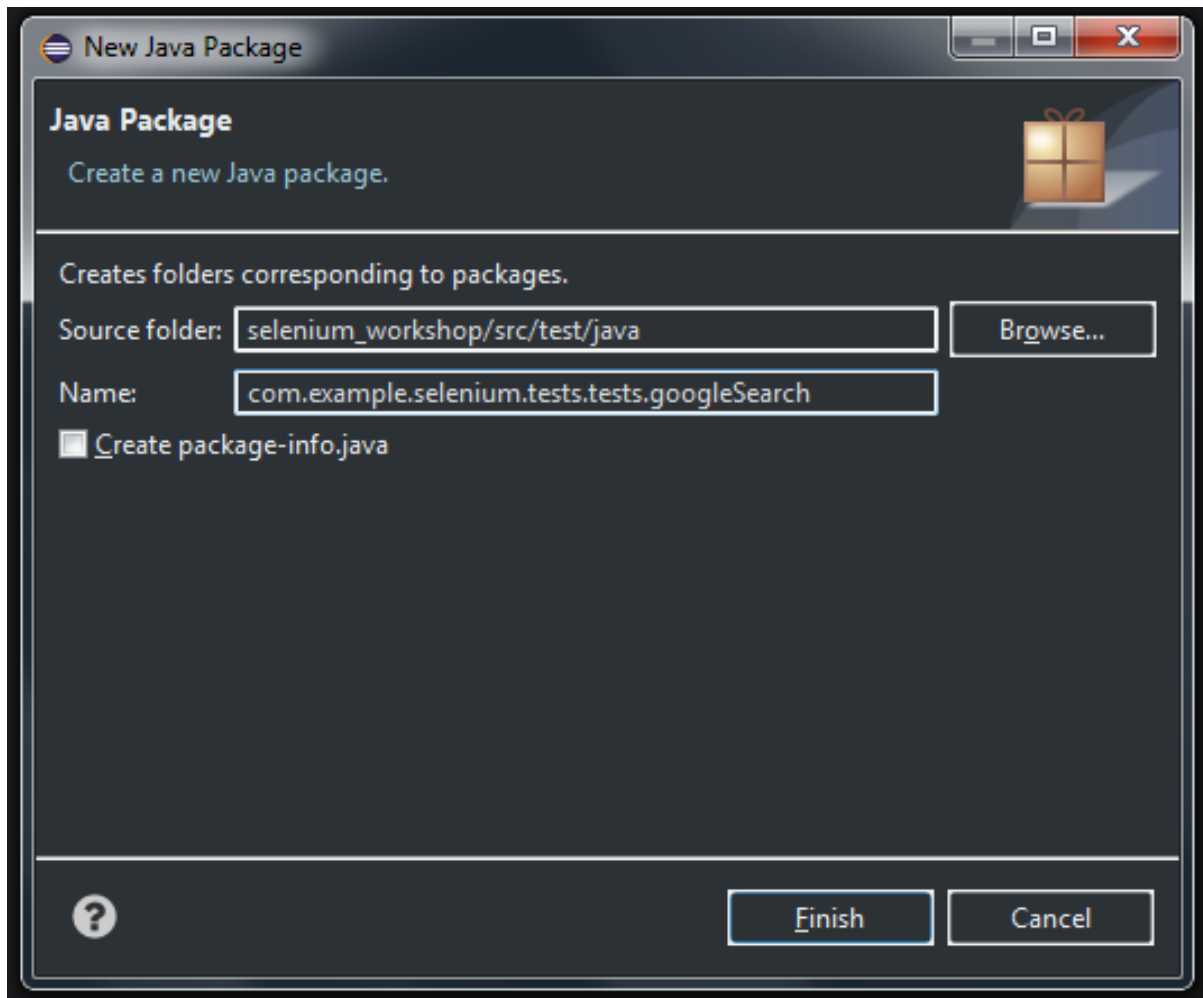 New Java Package
Java Package
Create a new Java package.
Creates folders corresponding to packages.
Source folder: selenium_workshop/src/test/java Browse...
Name: com.example.selenium.tests.tests.googleSearch
Create package-info.java
? Finish Cancel